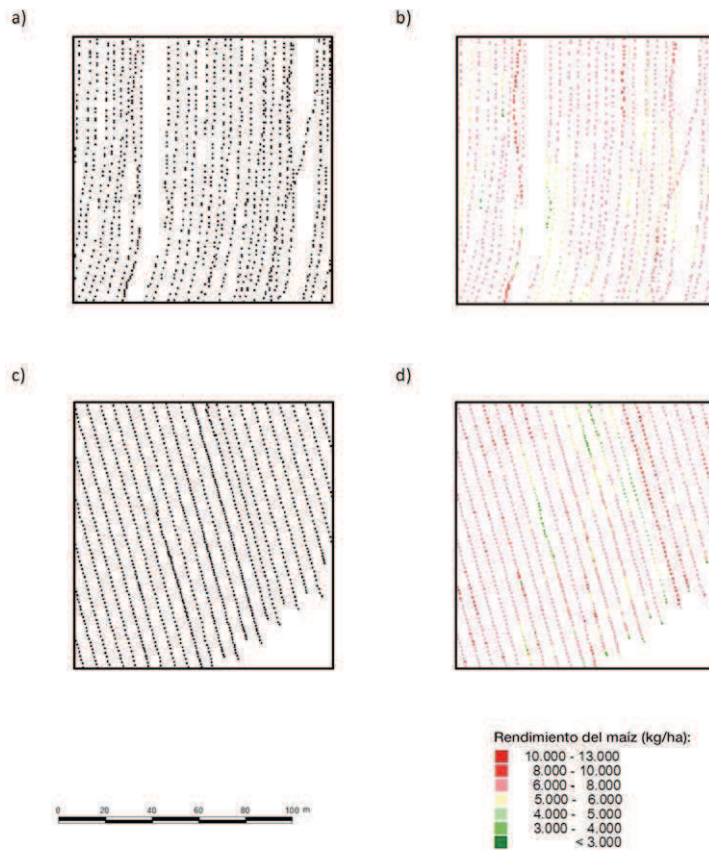 a)
b)
c)
d)
Rendimiento del maíz (kg/ha):
10.000 - 13.000
8.000 - 10.000
6.000 - 8.000
5.000 - 6.000
4.000 - 5.000
3.000 - 4.000
< 3.000
0 20 40 60 80 100 m